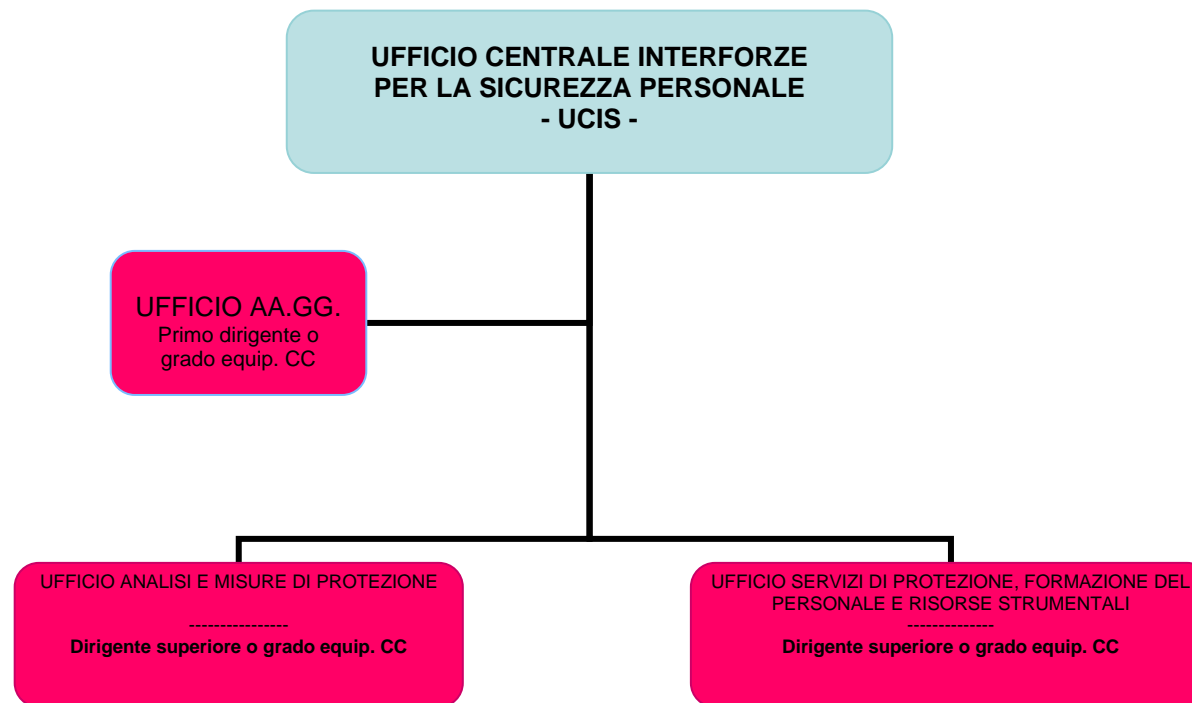 UFFICIO CENTRALE INTERFORZE
PER LA SICUREZZA PERSONALE
- UCIS -
UFFICIO AA.GG.
Primo dirigente o
grado equip. CC
UFFICIO ANALISI E MISURE DI PROTEZIONE
----------------
Dirigente superiore o grado equip. CC
UFFICIO SERVIZI DI PROTEZIONE, FORMAZIONE DEL
PERSONALE E RISORSE STRUMENTALI
--------------
Dirigente superiore o grado equip. CC